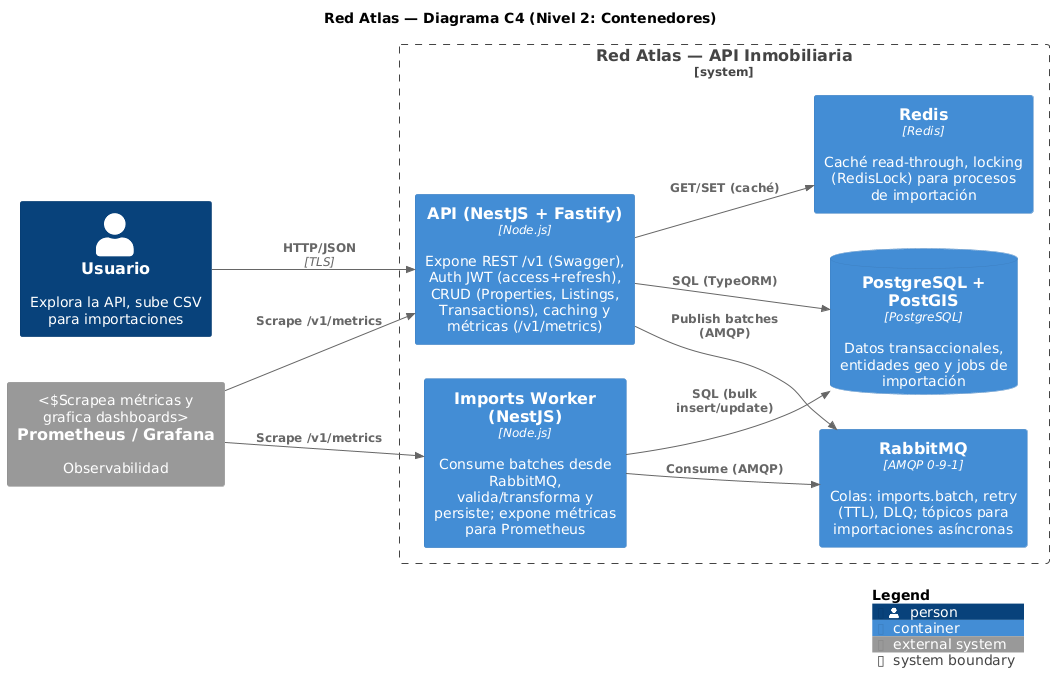 Red Atlas — Diagrama C4 (Nivel 2: Contenedores)
Red Atlas — API Inmobiliaria
[system]
Redis
[Redis]
Caché read-through, locking
(RedisLock) para procesos
de importación
GET/SET (caché)
Usuario
Explora la API, sube CSV
para importaciones
HTTP/JSON
[TLS]
API (NestJS + Fastify)
[Node.js]
Expone REST /v1 (Swagger),
Auth JWT (access+refresh),
CRUD (Properties, Listings,
Transactions), caching y
métricas (/v1/metrics)
SQL (TypeORM)
PostgreSQL +
PostGIS
[PostgreSQL]
Datos transaccionales,
entidades geo y jobs de
importación
Scrape /v1/metrics
Publish batches
(AMQP)
<$Scrapea métricas y
grafica dashboards>
Prometheus / Grafana
Observabilidad
Scrape /v1/metrics
Imports Worker
(NestJS)
[Node.js]
Consume batches desde
RabbitMQ,
valida/transforma y
persiste; expone métricas
para Prometheus
SQL (bulk
insert/update)
Consume (AMQP)
RabbitMQ
[AMQP 0-9-1]
Colas: imports.batch, retry
(TTL), DLQ; tópicos para
importaciones asíncronas
Legend
person
container
external system
system boundary